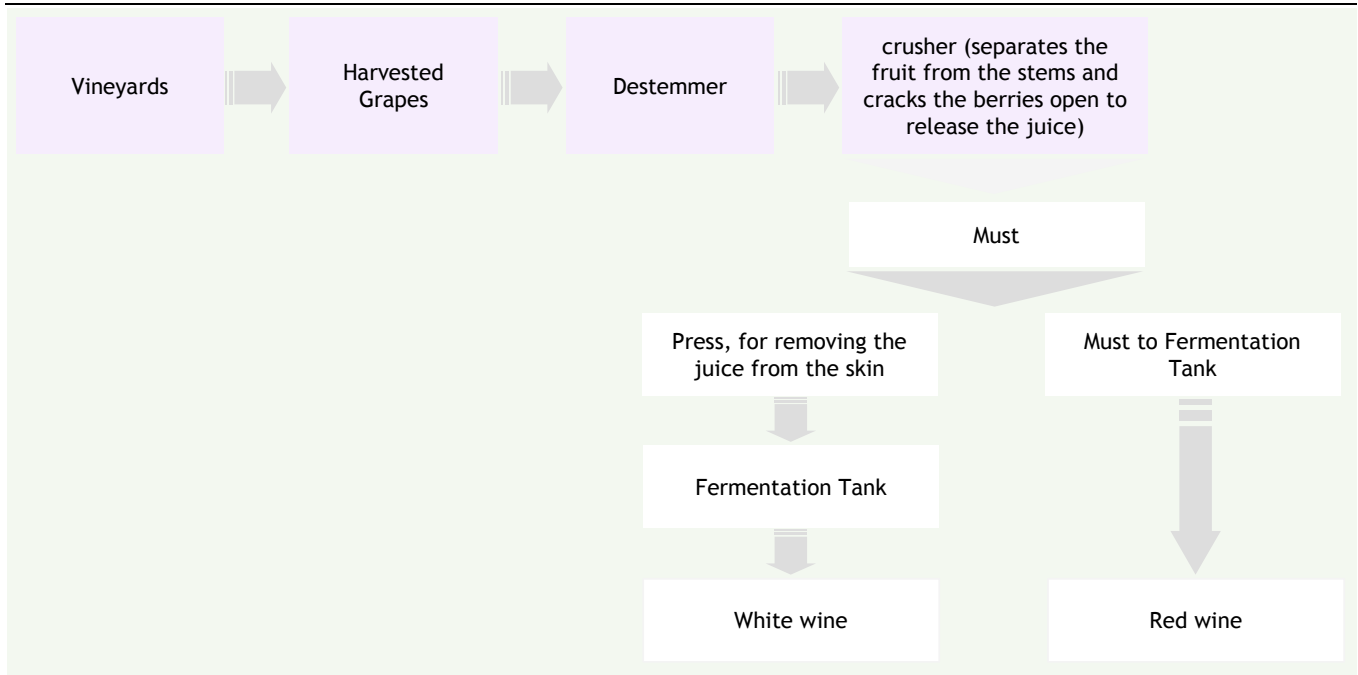 Vineyards
Harvested
Grapes
Destemmer
crusher (separates the
fruit from the stems and
cracks the berries open to
release the juice)
Must
Press, for removing the
juice from the skin
Must to Fermentation
Tank
Fermentation Tank
White wine
Red wine